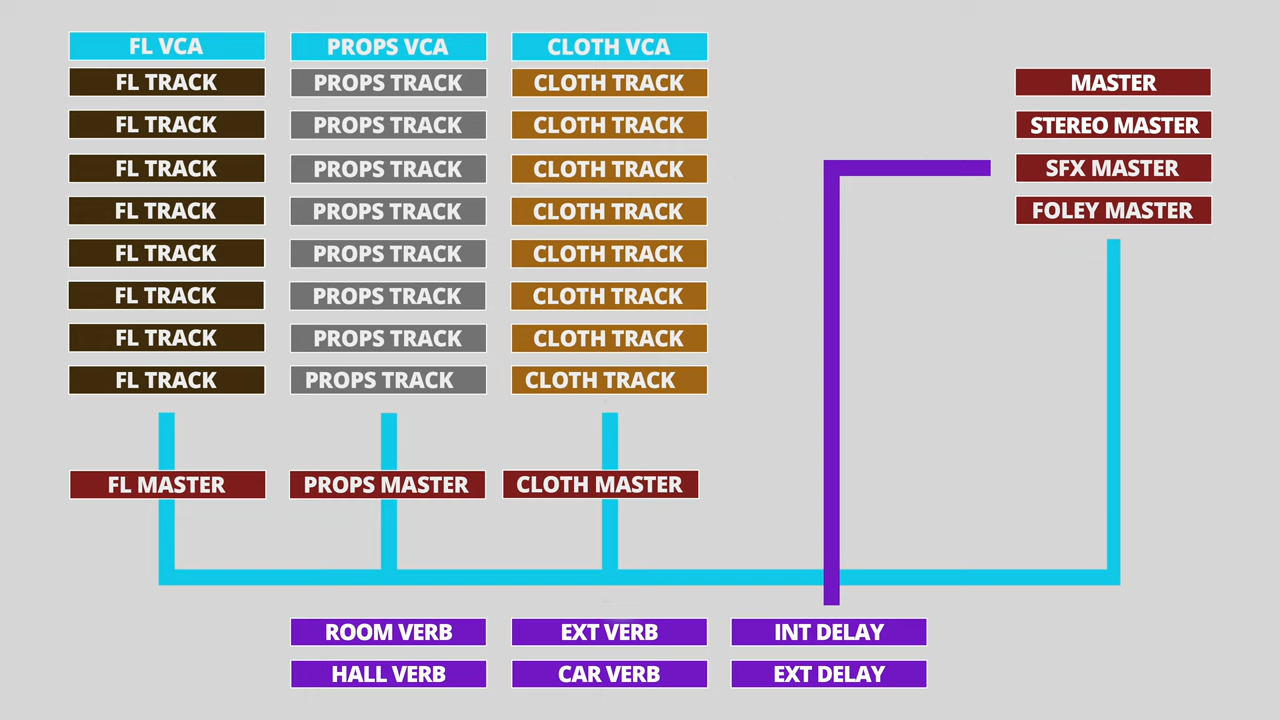 FL VCA
FL TRACK
FL TRACK
FL TRACK
FL TRACK
FL TRACK
FL TRACK
FL TRACK
FL TRACK
FL MASTER
PROPS VCA
PROPS TRACK
PROPS TRACK
PROPS TRACK
PROPS TRACK
PROPS TRACK
PROPS TRACK
PROPS TRACK
PROPS TRACK
PROPS MASTER
CLOTH VCA
CLOTH TRACK
CLOTH TRACK
CLOTH TRACK
CLOTH TRACK
CLOTH TRACK
CLOTH TRACK
CLOTH TRACK
CLOTH TRACK
CLOTH MASTER
MASTER
STEREO MASTER
SFX MASTER
FOLEY MASTER
ROOM VERB
HALL VERB
EXT VERB
CAR VERB
INT DELAY
EXT DELAY